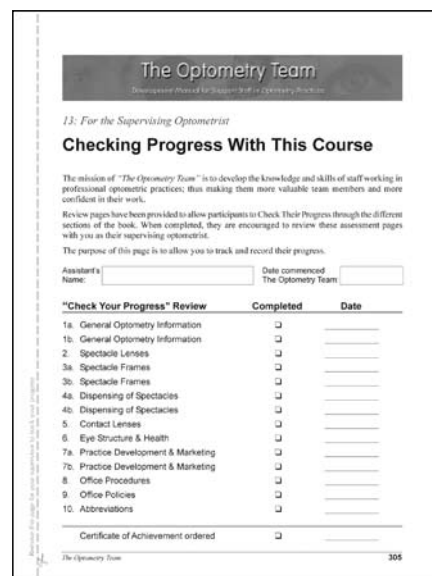 The Optometry Team
Development Manual for Support Staff in Optometry Practices
13: For the Supervising Optometrist
Checking Progress With This Course
The mission of "The Optometry Team" is to develop the knowledge and skills of staff working in
professional optometric practices; thus making them more valuable team members and more
confident in their work.
Review pages have been provided to allow participants to Check Their Progress through the different
sections of the book. When completed, they are encouraged to review these assessment pages
with you as their supervising optometrist.
The purpose of this page is to allow you to track and record their progress.
Assistant's Name:
Date commenced The Optometry Team:
"Check Your Progress" Review Completed Date
1a. General Optometry Information
1b. General Optometry Information
2. Spectacle Lenses
3a. Spectacle Frames
3b. Spectacle Frames
4a. Dispensing of Spectacles
4b. Dispensing of Spectacles
5. Contact Lenses
6. Eye Structure & Health
7a. Practice Development & Marketing
7b. Practice Development & Marketing
8. Office Procedures
9. Office Policies
10. Abbreviations
Certificate of Achievement ordered
The Optometry Team 305